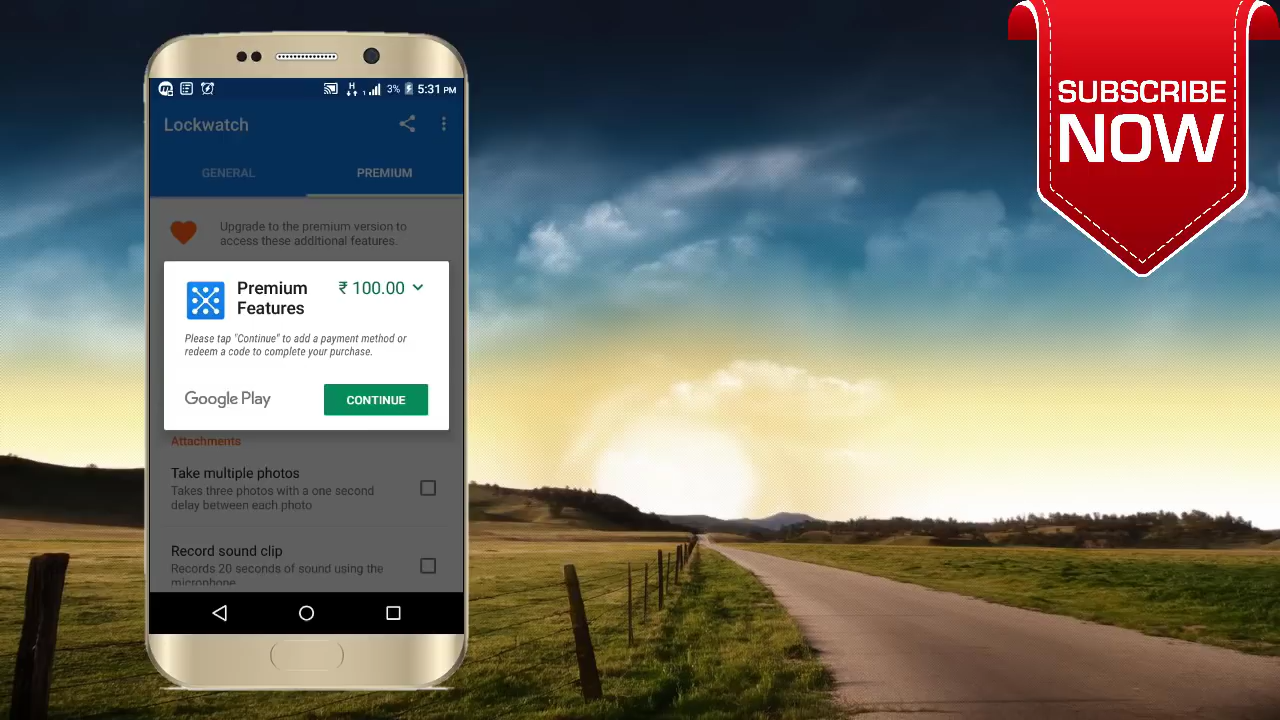 SUBSCRIBE
NOW
H
1
3%
5:31 PM
Lockwatch
GENERAL
PREMIUM
Upgrade to the premium version to
access these additional features.
Premium
Features
₹ 100.00
Please tap "Continue" to add a payment method or
redeem a code to complete your purchase.
Google Play
CONTINUE
Attachments
Take multiple photos
Takes three photos with a one second
delay between each photo
Record sound clip
Records 20 seconds of sound using the
microphone